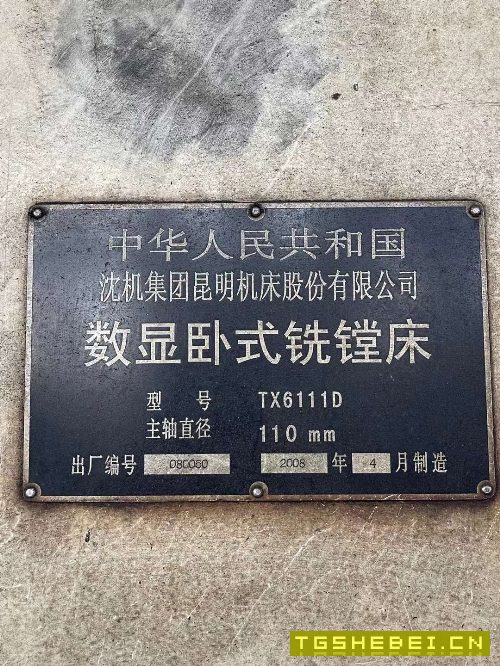 中华人民共和国
沈机集团昆明机床股份有限公司
数显卧式铣镗床
型 号 TX6111D
主轴直径 110 mm
出厂编号 080050 2008 年 4 月制造
TGSHEBEI.CN